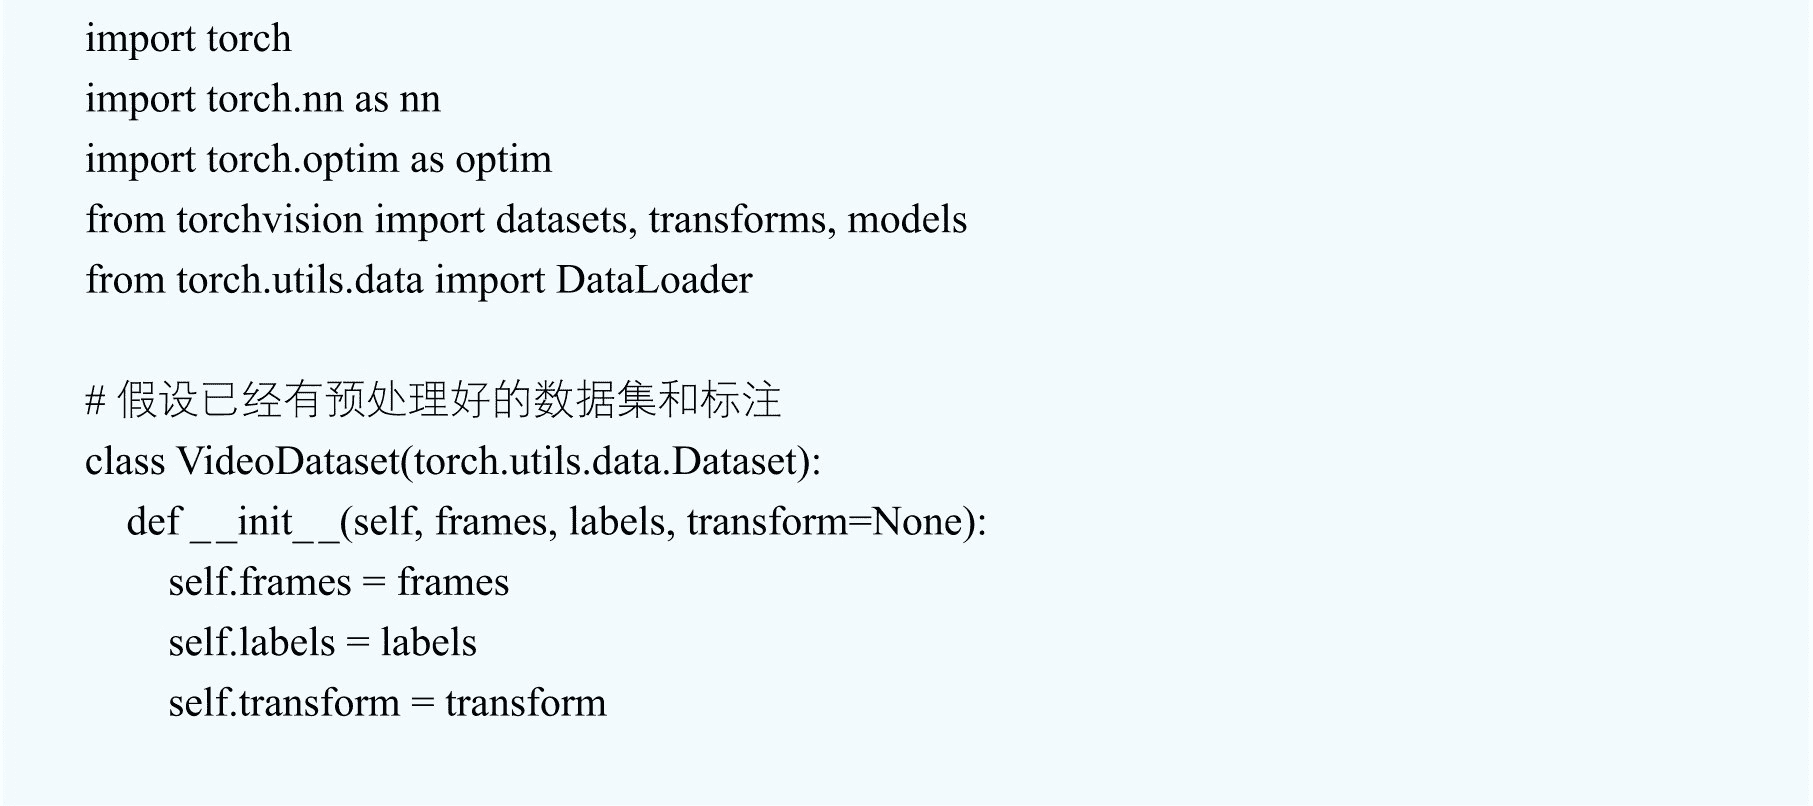 import torch
import torch.nn as nn
import torch.optim as optim
from torchvision import datasets, transforms, models
from torch.utils.data import DataLoader
# 假设已经有预处理好的数据集和标注
class VideoDataset(torch.utils.data.Dataset):
    def __init__(self, frames, labels, transform=None):
        self.frames = frames
        self.labels = labels
        self.transform = transform